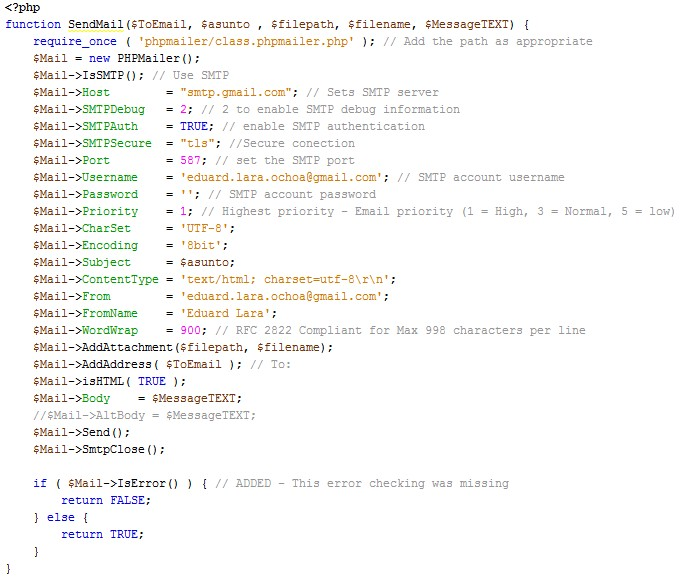 <?php
function SendMail($ToEmail, $asunto , $filepath, $filename, $MessageTEXT) {
    require_once ( 'phpmailer/class.phpmailer.php' ); // Add the path as appropriate
    $Mail = new PHPMailer();
    $Mail->IsSMTP(); // Use SMTP
    $Mail->Host        = "smtp.gmail.com"; // Sets SMTP server
    $Mail->SMTPDebug   = 2; // 2 to enable SMTP debug information
    $Mail->SMTPAuth    = TRUE; // enable SMTP authentication
    $Mail->SMTPSecure  = "tls"; //Secure conection
    $Mail->Port        = 587; // set the SMTP port
    $Mail->Username    = 'eduard.lara.ochoa@gmail.com'; // SMTP account username
    $Mail->Password    = ''; // SMTP account password
    $Mail->Priority    = 1; // Highest priority - Email priority (1 = High, 3 = Normal, 5 = low)
    $Mail->CharSet     = 'UTF-8';
    $Mail->Encoding    = '8bit';
    $Mail->Subject     = $asunto;
    $Mail->ContentType = 'text/html; charset=utf-8\r\n';
    $Mail->From        = 'eduard.lara.ochoa@gmail.com';
    $Mail->FromName    = 'Eduard Lara';
    $Mail->WordWrap    = 900; // RFC 2822 Compliant for Max 998 characters per line
    $Mail->AddAttachment($filepath, $filename);
    $Mail->AddAddress( $ToEmail ); // To:
    $Mail->isHTML( TRUE );
    $Mail->Body    = $MessageTEXT;
    //$Mail->AltBody = $MessageTEXT;
    $Mail->Send();
    $Mail->SmtpClose();

    if ( $Mail->IsError() ) { // ADDED - This error checking was missing
        return FALSE;
    } else {
        return TRUE;
    }
}